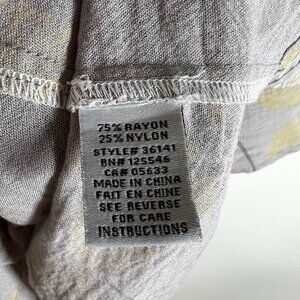 75% RAYON
25% NYLON
STYLE# 36141
BN# 125546
CA# 05633
MADE IN CHINA
FAIT EN CHINE
SEE REVERSE
FOR CARE
INSTRUCTIONS